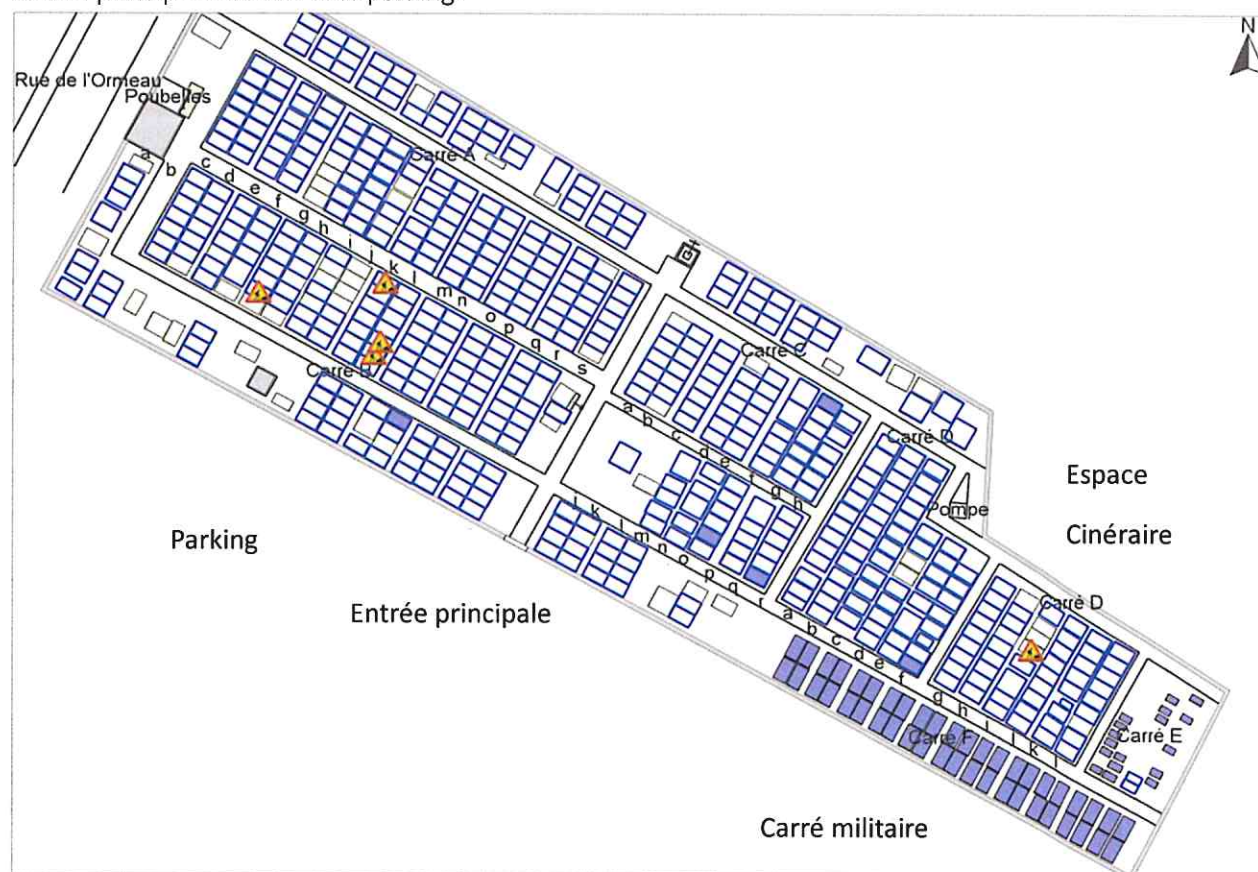 N
Rue de l'Ormeau
Poubelles
Carré A
a b c d e f g h i j k l m n o p q r s
Carré B
Carré C
a b c d e f g h
Carré D
Pompe
Espace
Cinéraire
Parking
Entrée principale
j k l m n o p q r
a b c d e f g h i j k l
Carré D
Carré E
Carré F
Carré militaire